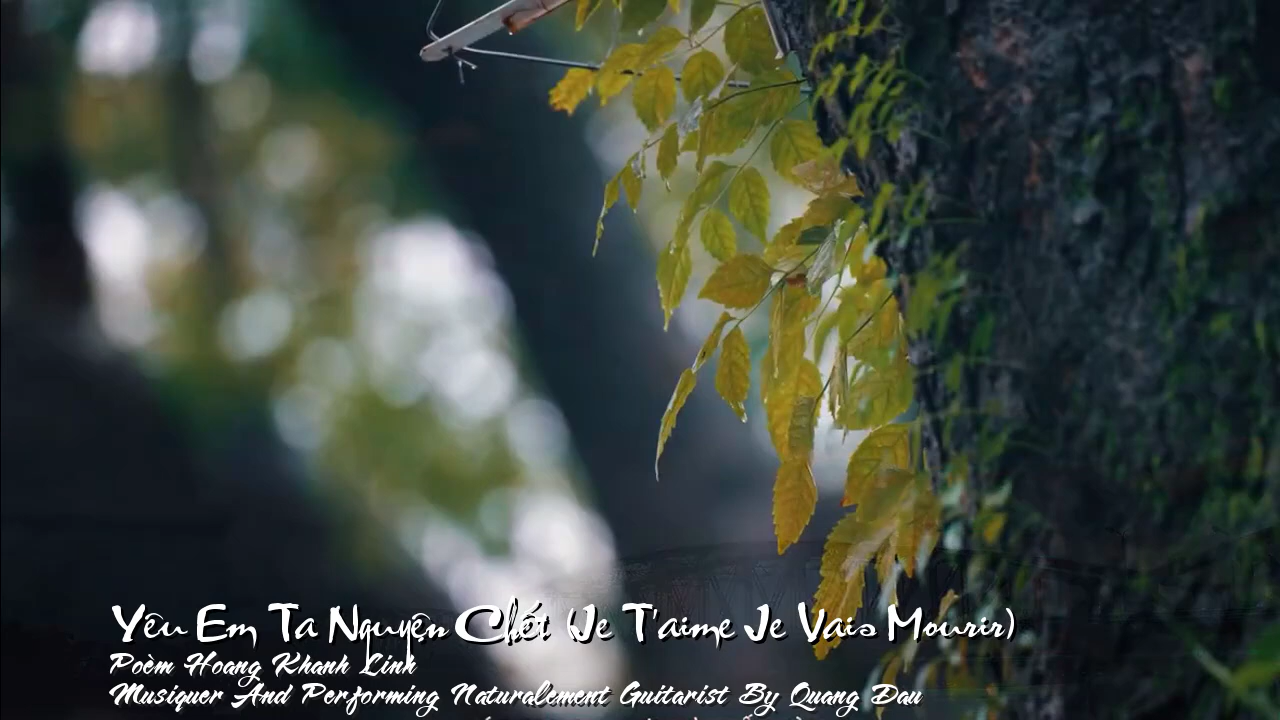 Yêu Em Ta Nguyện Chết (Je T'aime Je Vais Mourir)
Poèm Hoang Khanh Linh
Musiquer And Performing Naturalement Guitarist By Quang Dau